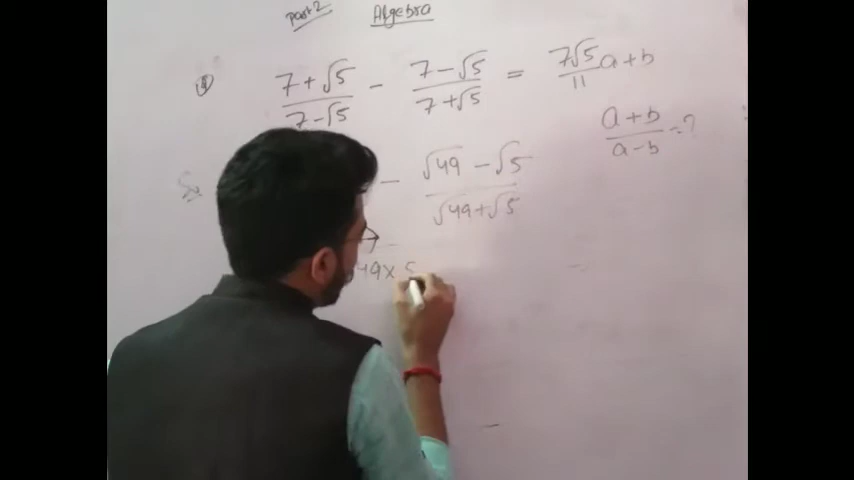 Part 2 Algebra
Q (7+√5)/(7-√5) - (7-√5)/(7+√5) = (7√5)/11 a+b
(a+b)/(a-b) = ?
- (√49 - √5)/(√49+√5)
49×5